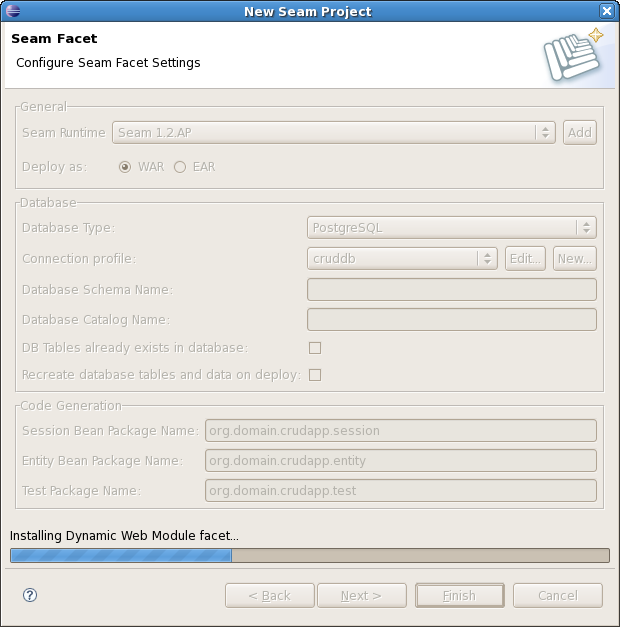 New Seam Project
Seam Facet
Configure Seam Facet Settings
General
Seam Runtime Seam 1.2.AP Add
Deploy as: WAR EAR
Database
Database Type: PostgreSQL
Connection profile: cruddb Edit... New...
Database Schema Name:
Database Catalog Name:
DB Tables already exists in database:
Recreate database tables and data on deploy:
Code Generation
Session Bean Package Name: org.domain.crudapp.session
Entity Bean Package Name: org.domain.crudapp.entity
Test Package Name: org.domain.crudapp.test
Installing Dynamic Web Module facet...
? < Back Next > Finish Cancel